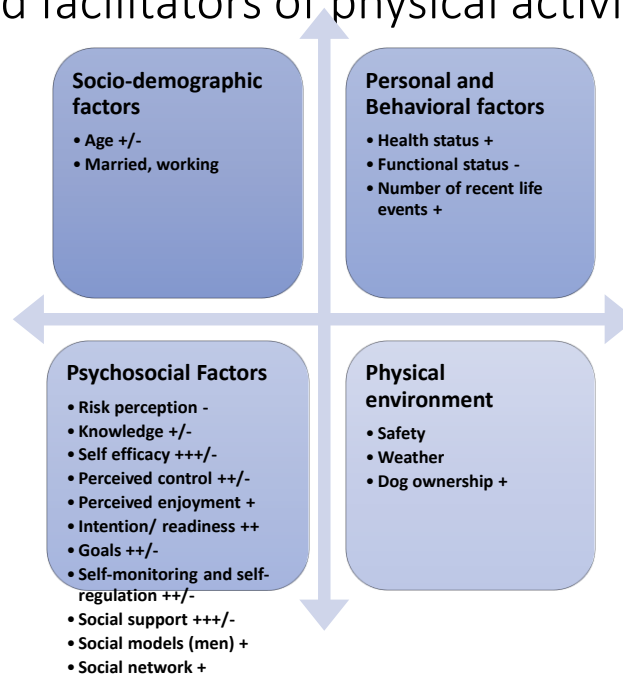 d facilitators of physical activi
Socio-demographic
factors
• Age +/-
• Married, working
Personal and
Behavioral factors
• Health status +
• Functional status -
• Number of recent life
events +
Psychosocial Factors
• Risk perception -
• Knowledge +/-
• Self efficacy +++/-
• Perceived control ++/-
• Perceived enjoyment +
• Intention/ readiness ++
• Goals ++/-
• Self-monitoring and self-
regulation ++/-
• Social support +++/-
• Social models (men) +
• Social network +
Physical
environment
• Safety
• Weather
• Dog ownership +